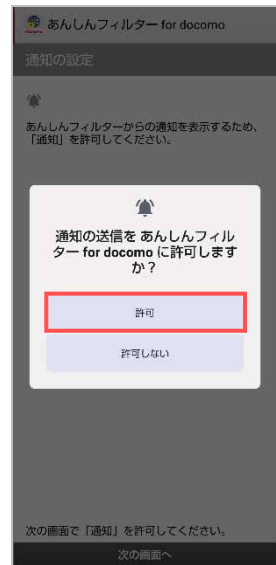 あんしんフィルター for docomo
通知の設定
あんしんフィルターからの通知を表示するため、
「通知」を許可してください。
通知の送信を あんしんフィル
ター for docomo に許可します
か？
許可
許可しない
次の画面で「通知」を許可してください。
次の画面へ